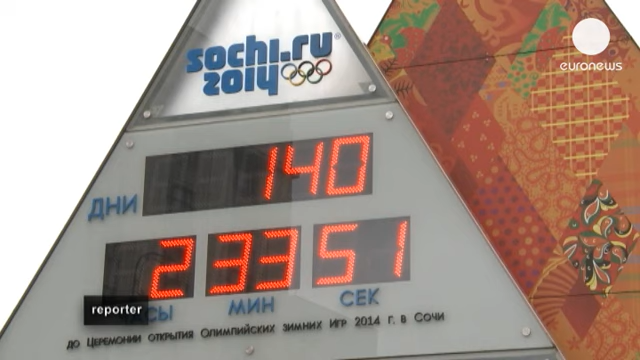 sochi.ru
2014
euronews
140
ДНИ
2 33 51
reporter
МИН СЕК
до Церемонии открытия Олимпийских зимних Игр 2014 г. в Сочи